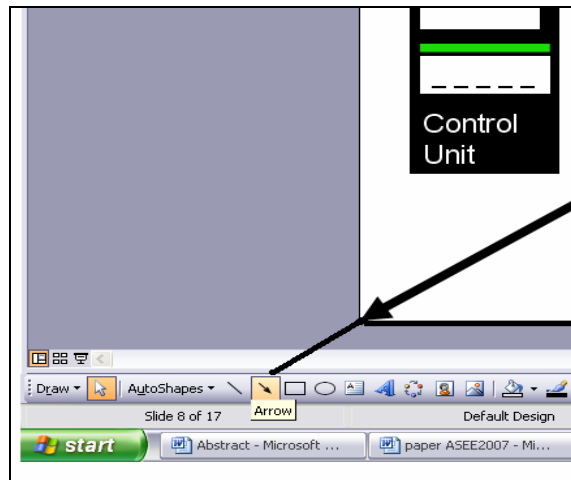 Control
Unit
Draw AutoShapes
Slide 8 of 17 Arrow Default Design
start Abstract - Microsoft ... paper ASEE2007 - Mi...